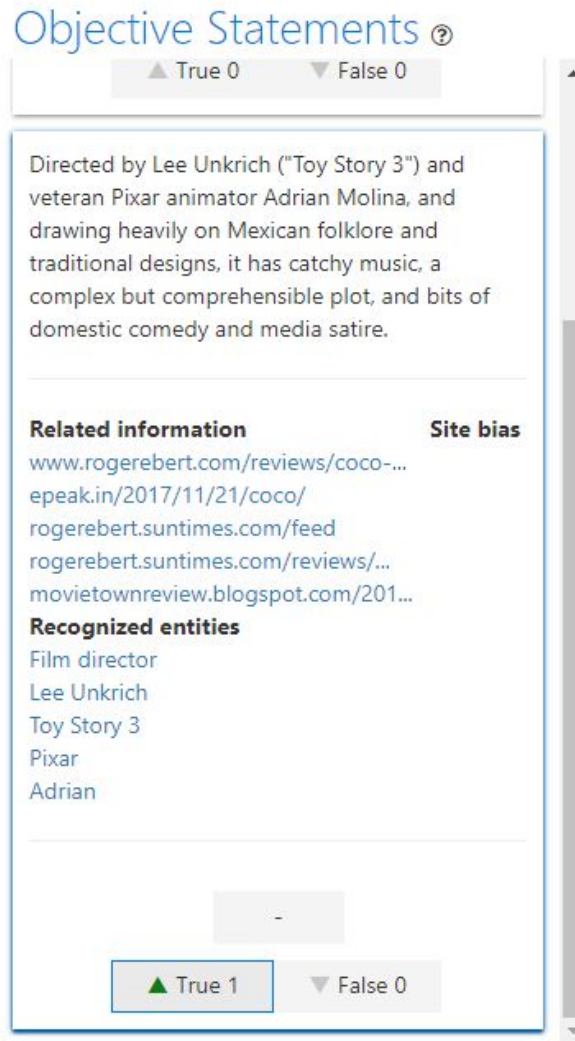 Objective Statements ?
▲ True 0 ▼ False 0
Directed by Lee Unkrich ("Toy Story 3") and
veteran Pixar animator Adrian Molina, and
drawing heavily on Mexican folklore and
traditional designs, it has catchy music, a
complex but comprehensible plot, and bits of
domestic comedy and media satire.
Related information Site bias
www.rogerebert.com/reviews/coco-...
epeak.in/2017/11/21/coco/
rogerebert.suntimes.com/feed
rogerebert.suntimes.com/reviews/...
movietownreview.blogspot.com/201...
Recognized entities
Film director
Lee Unkrich
Toy Story 3
Pixar
Adrian
-
▲ True 1 ▼ False 0